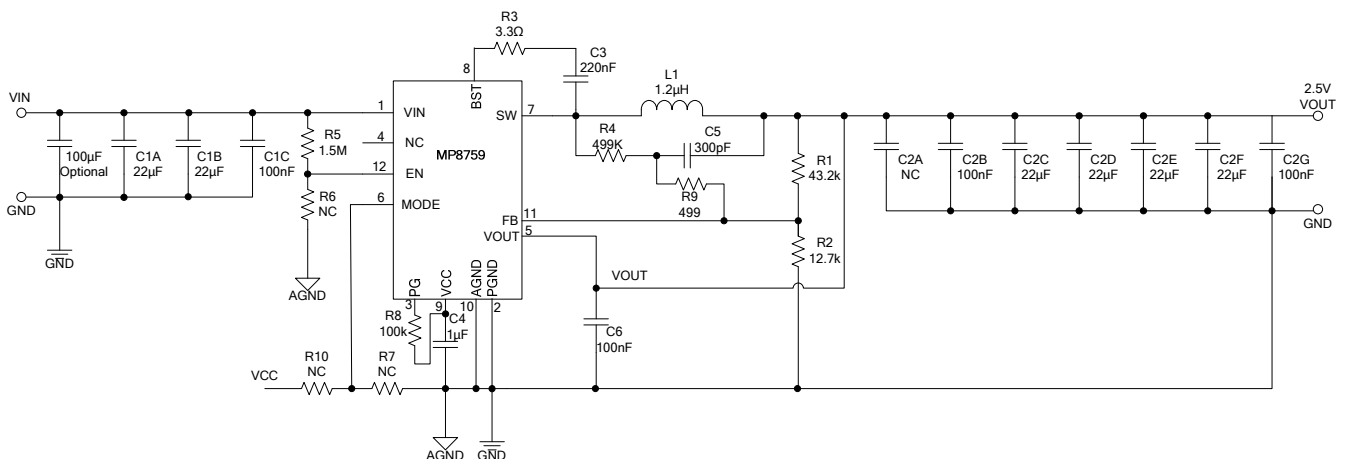 R3
3.3Ω
C3
220nF
8
BST
L1
1.2µH
2.5V
VOUT
VIN
1
VIN
SW
7
R5
1.5M
4
NC
MP8759
R4
499K
C5
300pF
100µF
Optional
C1A
22µF
C1B
22µF
C1C
100nF
12
EN
R1
43.2k
C2A
NC
C2B
100nF
C2C
22µF
C2D
22µF
C2E
22µF
C2F
22µF
C2G
100nF
R6
NC
6
MODE
R9
499
GND
FB
11
GND
VOUT
5
R2
12.7k
GND
AGND
PG
VCC
AGND
PGND
VOUT
3
9
10
2
R8
100k
C4
1µF
C6
100nF
R10
NC
R7
NC
VCC
AGND
GND